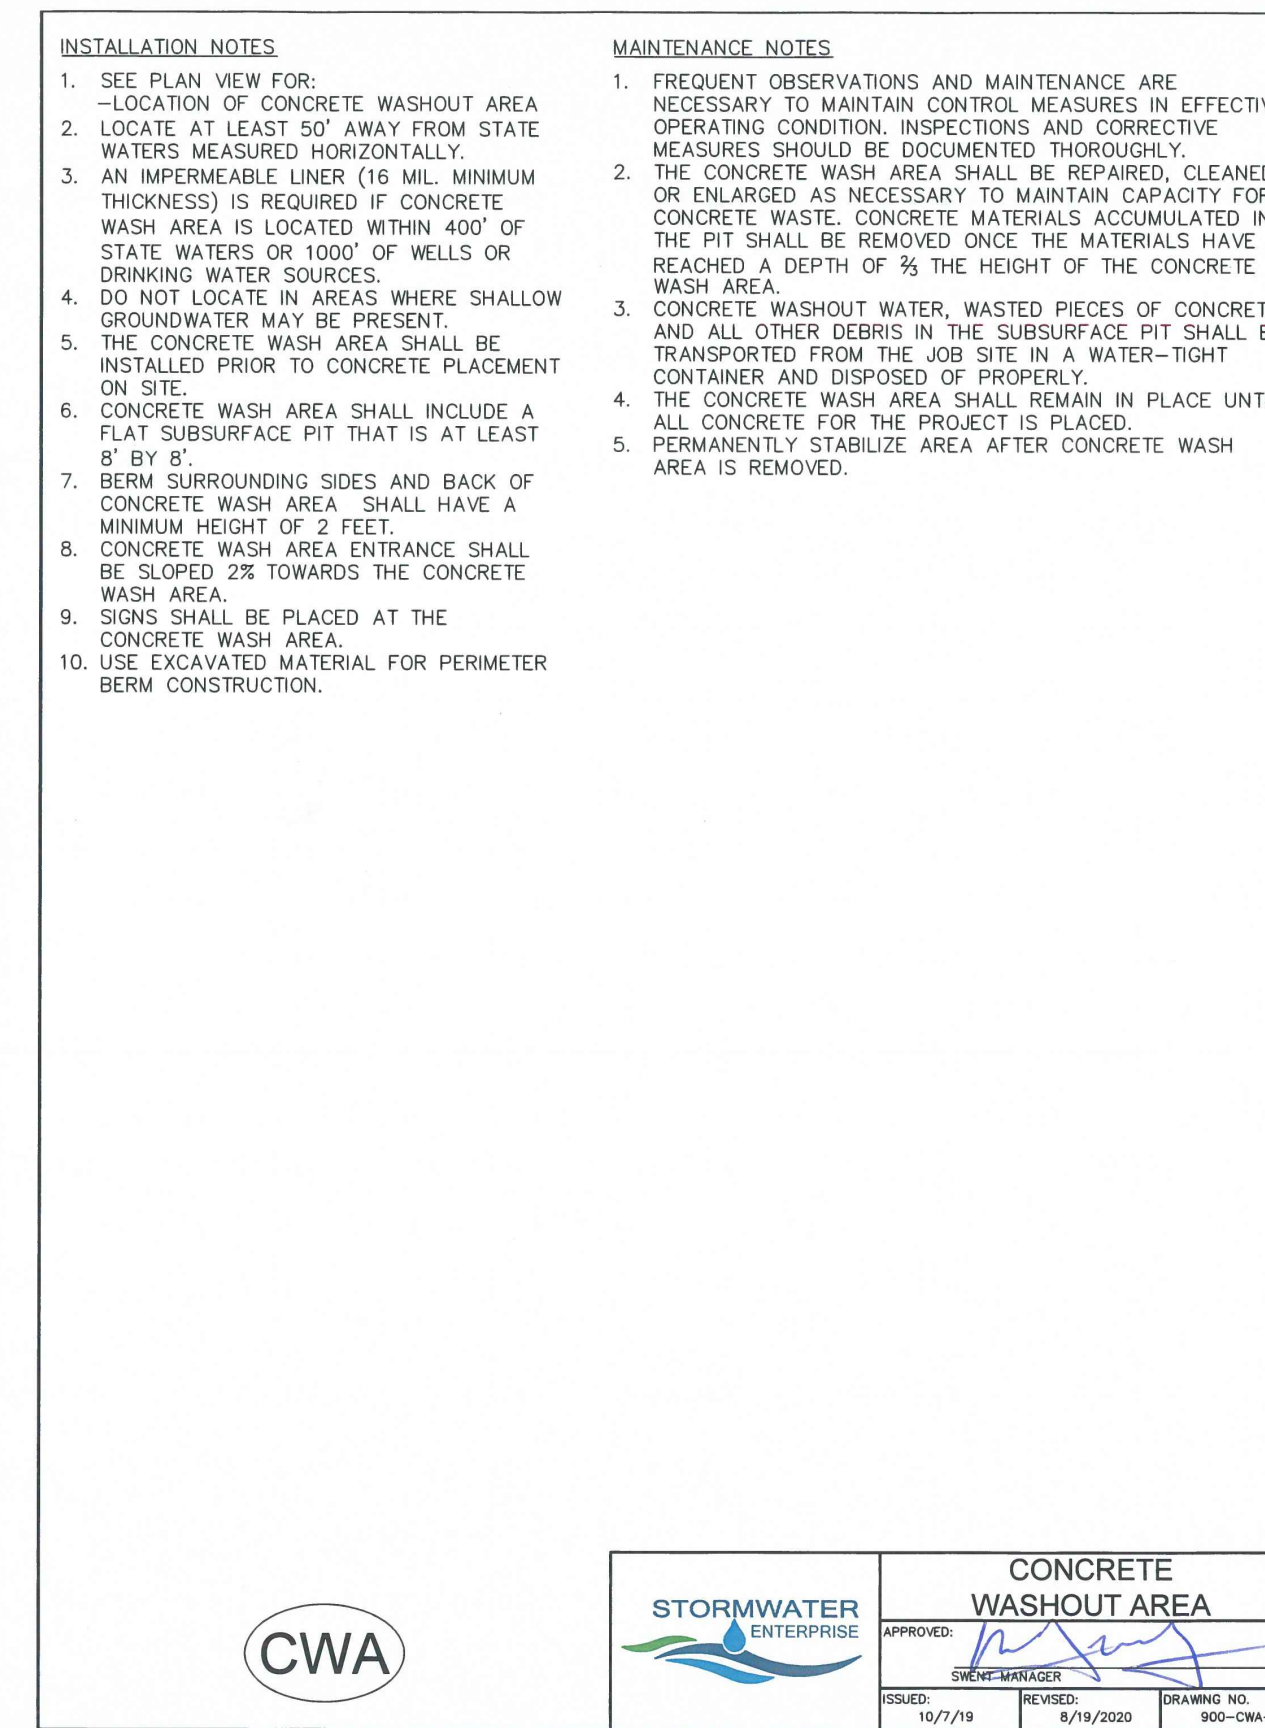 INSTALLATION NOTES
1. SEE PLAN VIEW FOR:
-LOCATION OF CONCRETE WASHOUT AREA
2. LOCATE AT LEAST 50' AWAY FROM STATE
WATERS MEASURED HORIZONTALLY.
3. AN IMPERMEABLE LINER (16 MIL. MINIMUM
THICKNESS) IS REQUIRED IF CONCRETE
WASH AREA IS LOCATED WITHIN 400' OF
STATE WATERS OR 1000' OF WELLS OR
DRINKING WATER SOURCES.
4. DO NOT LOCATE IN AREAS WHERE SHALLOW
GROUNDWATER MAY BE PRESENT.
5. THE CONCRETE WASH AREA SHALL BE
INSTALLED PRIOR TO CONCRETE PLACEMENT
ON SITE.
6. CONCRETE WASH AREA SHALL INCLUDE A
FLAT SUBSURFACE PIT THAT IS AT LEAST
8' BY 8'.
7. BERM SURROUNDING SIDES AND BACK OF
CONCRETE WASH AREA SHALL HAVE A
MINIMUM HEIGHT OF 2 FEET.
8. CONCRETE WASH AREA ENTRANCE SHALL
BE SLOPED 2% TOWARDS THE CONCRETE
WASH AREA.
9. SIGNS SHALL BE PLACED AT THE
CONCRETE WASH AREA.
10. USE EXCAVATED MATERIAL FOR PERIMETER
BERM CONSTRUCTION.
MAINTENANCE NOTES
1. FREQUENT OBSERVATIONS AND MAINTENANCE ARE
NECESSARY TO MAINTAIN CONTROL MEASURES IN
OPERATING CONDITION. INSPECTIONS AND CORRECTIVE
MEASURES SHOULD BE DOCUMENTED THOROUGHLY.
2. THE CONCRETE WASH AREA SHALL BE REPAIRED, CLEANED
OR ENLARGED AS NECESSARY TO MAINTAIN CAPACITY FOR
CONCRETE WASTE. CONCRETE MATERIALS ACCUMULATED IN
THE PIT SHALL BE REMOVED ONCE THE MATERIALS HAVE
REACHED A DEPTH OF ⅔ THE HEIGHT OF THE CONCRETE
WASH AREA.
3. CONCRETE WASHOUT WATER, WASTED PIECES OF
AND ALL OTHER DEBRIS IN THE SUBSURFACE PIT SHALL
TRANSPORTED FROM THE JOB SITE IN A WATER-TIGHT
CONTAINER AND DISPOSED OF PROPERLY.
4. THE CONCRETE WASH AREA SHALL REMAIN IN PLACE
ALL CONCRETE FOR THE PROJECT IS PLACED.
5. PERMANENTLY STABILIZE AREA AFTER CONCRETE WASH
AREA IS REMOVED.
CWA
STORMWATER
ENTERPRISE
CONCRETE
WASHOUT AREA
APPROVED:
SWENT MANAGER
ISSUED:
10/7/19
REVISED:
8/19/2020
DRAWING NO.
900-CWA-